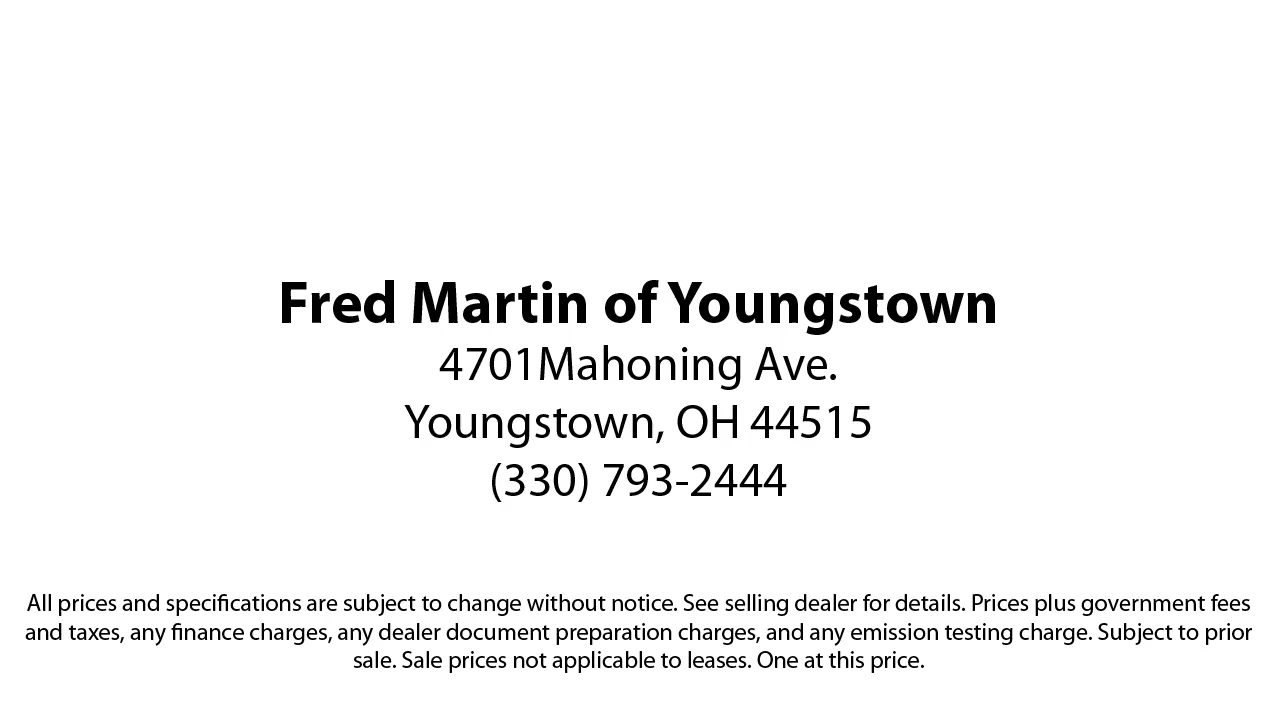 Fred Martin of Youngstown
4701Mahoning Ave.
Youngstown, OH 44515
(330) 793-2444
All prices and specifications are subject to change without notice. See selling dealer for details. Prices plus government fees
and taxes, any finance charges, any dealer document preparation charges, and any emission testing charge. Subject to prior
sale. Sale prices not applicable to leases. One at this price.